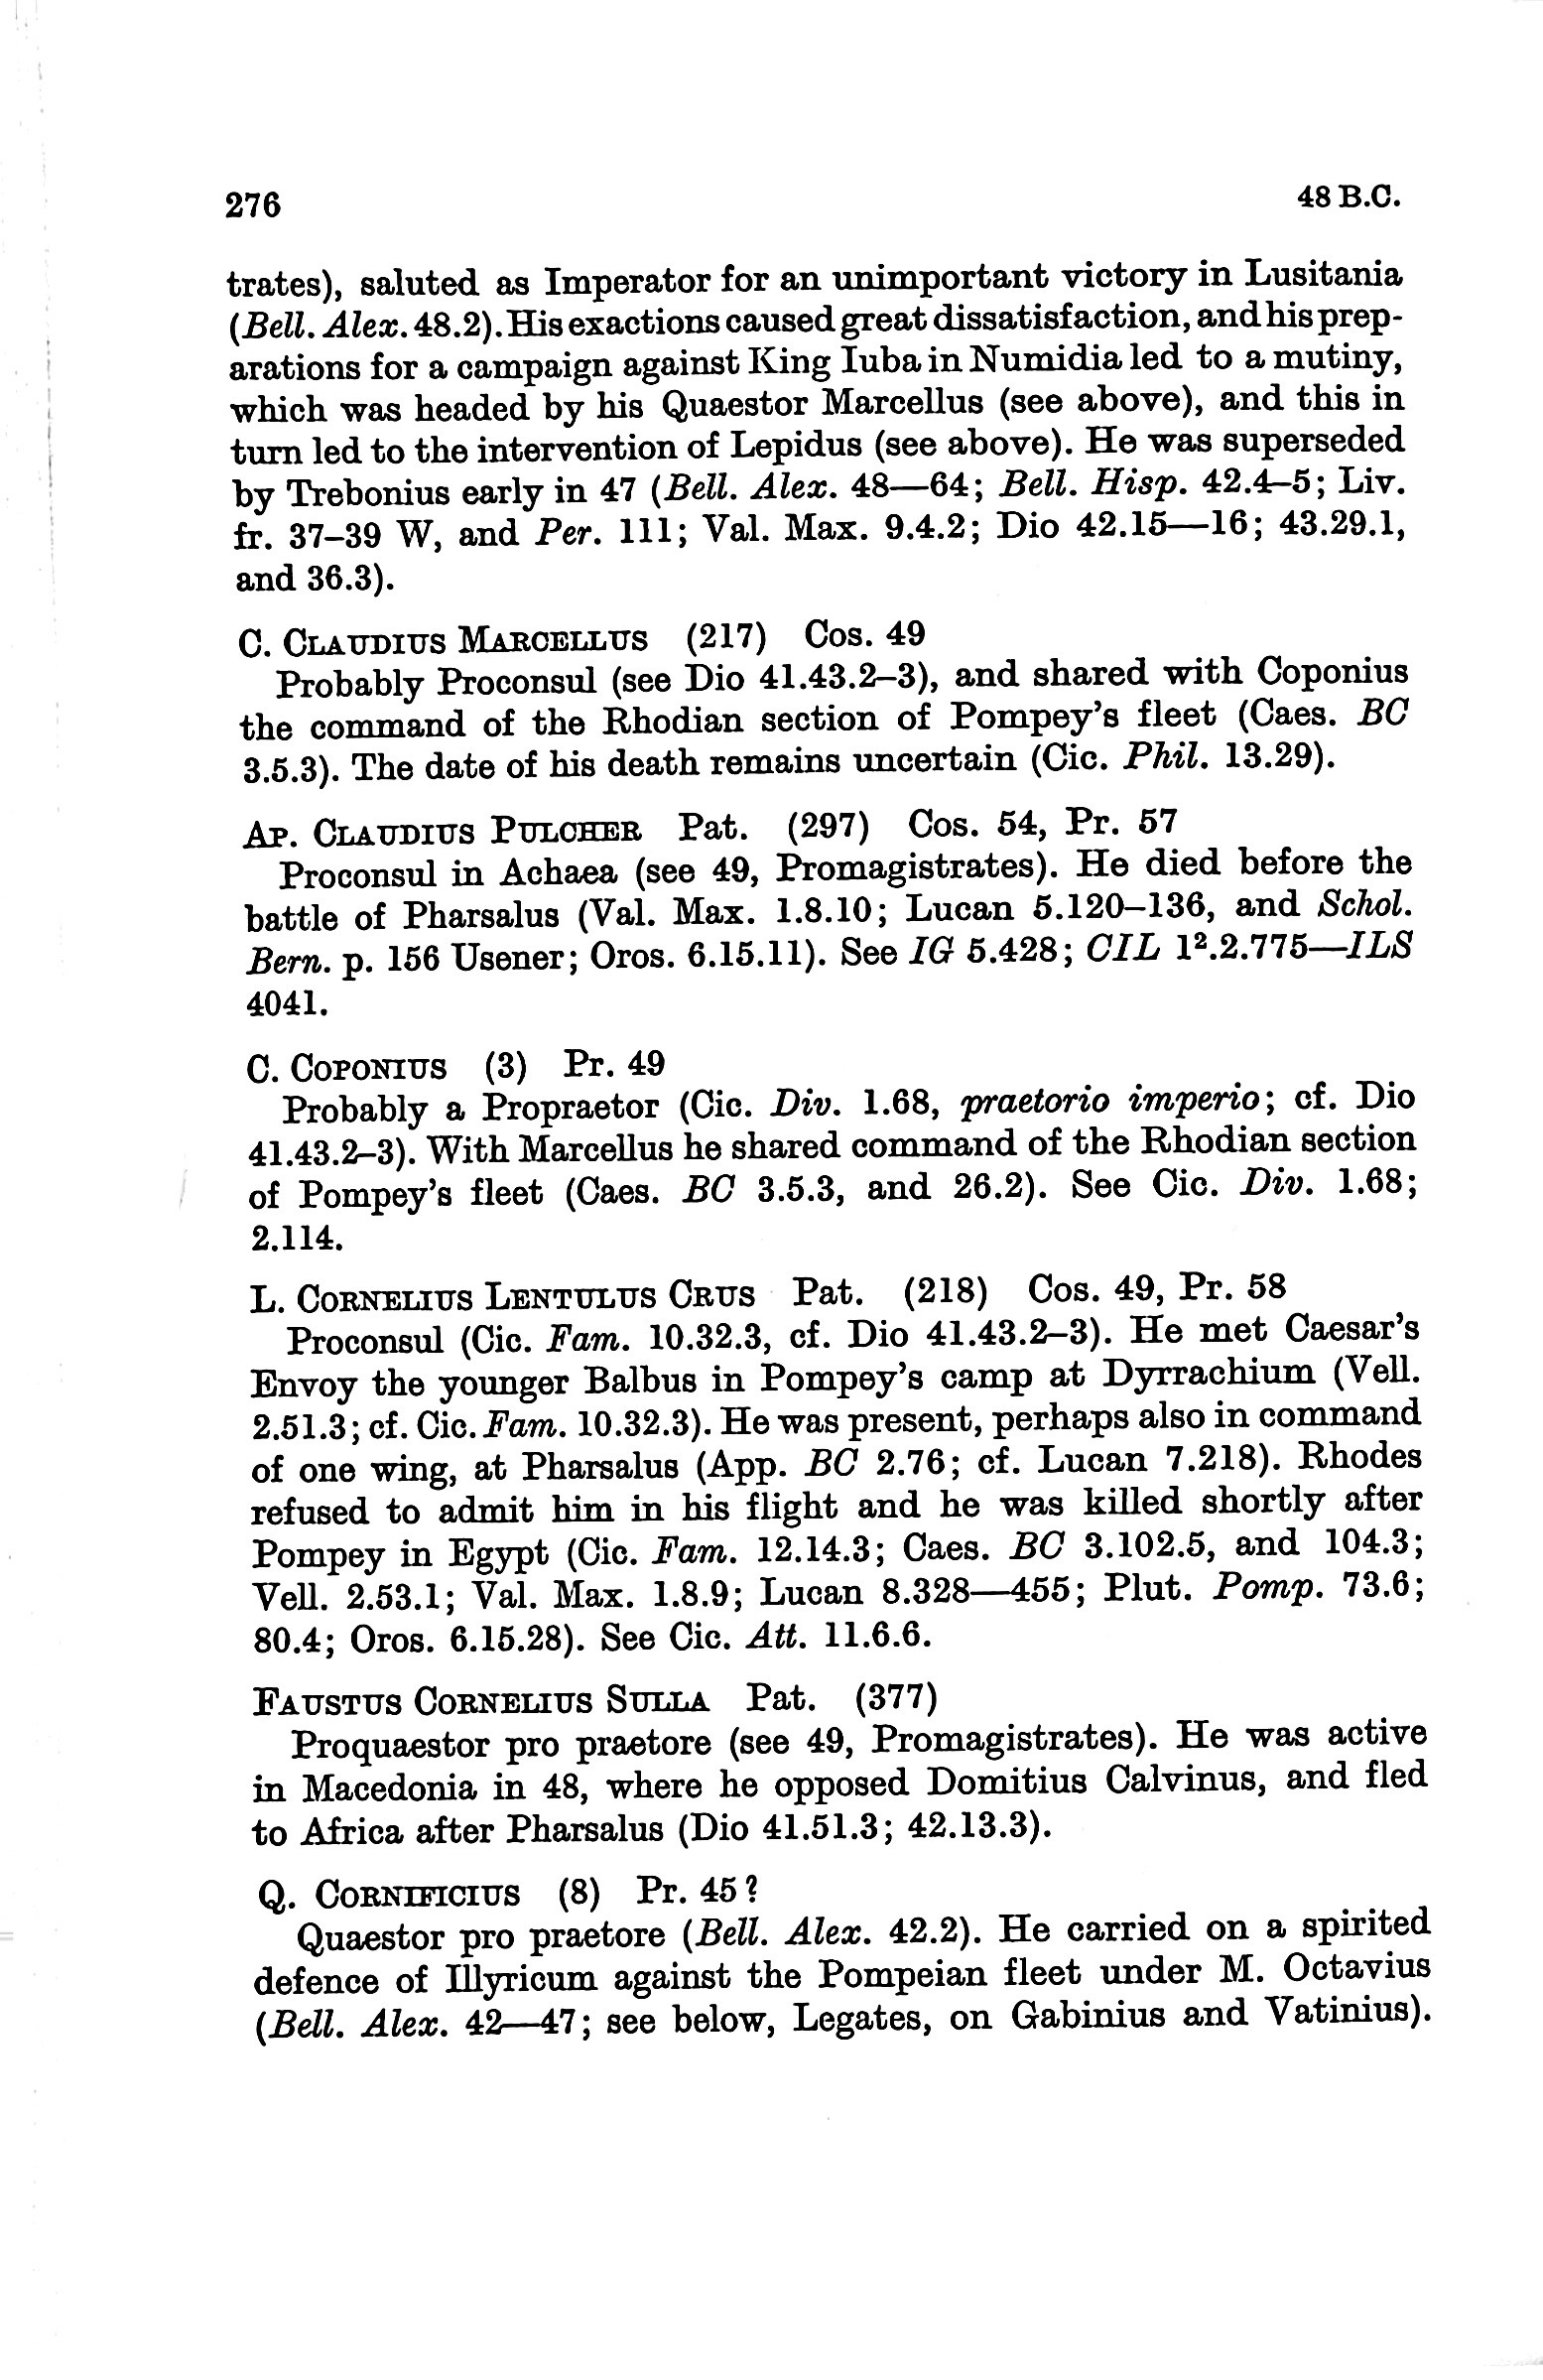 276
48 B.C.
trates), saluted as Imperator for an unimportant victory in Lusitania
(Bell. Alex. 48.2). His exactions caused great dissatisfaction, and his prep-
arations for a campaign against King Iuba in Numidia led to a mutiny,
which was headed by his Quaestor Marcellus (see above), and this in
turn led to the intervention of Lepidus (see above). He was superseded
by Trebonius early in 47 (Bell. Alex. 48—64; Bell. Hisp. 42.4–5; Liv.
fr. 37–39 W, and Per. 111; Val. Max. 9.4.2; Dio 42.15—16; 43.29.1,
and 36.3).
C. CLAUDIUS MARCELLUS (217) Cos. 49
Probably Proconsul (see Dio 41.43.2–3), and shared with Coponius
the command of the Rhodian section of Pompey's fleet (Caes. BC
3.5.3). The date of his death remains uncertain (Cic. Phil. 13.29).
AP. CLAUDIUS PULCHER Pat. (297) Cos. 54, Pr. 57
Proconsul in Achaea (see 49, Promagistrates). He died before the
battle of Pharsalus (Val. Max. 1.8.10; Lucan 5.120–136, and Schol.
Bern. p. 156 Usener; Oros. 6.15.11). See IG 5.428; CIL 1².2.775—ILS
4041.
C. COPONIUS (3) Pr. 49
Probably a Propraetor (Cic. Div. 1.68, praetorio imperio; cf. Dio
41.43.2–3). With Marcellus he shared command of the Rhodian section
of Pompey's fleet (Caes. BC 3.5.3, and 26.2). See Cic. Div. 1.68;
2.114.
L. CORNELIUS LENTULUS CRUS Pat. (218) Cos. 49, Pr. 58
Proconsul (Cic. Fam. 10.32.3, cf. Dio 41.43.2–3). He met Caesar's
Envoy the younger Balbus in Pompey's camp at Dyrrachium (Vell.
2.51.3; cf. Cic. Fam. 10.32.3). He was present, perhaps also in command
of one wing, at Pharsalus (App. BC 2.76; cf. Lucan 7.218). Rhodes
refused to admit him in his flight and he was killed shortly after
Pompey in Egypt (Cic. Fam. 12.14.3; Caes. BC 3.102.5, and 104.3;
Vell. 2.53.1; Val. Max. 1.8.9; Lucan 8.328—455; Plut. Pomp. 73.6;
80.4; Oros. 6.15.28). See Cic. Att. 11.6.6.
FAUSTUS CORNELIUS SULLA Pat. (377)
Proquaestor pro praetore (see 49, Promagistrates). He was active
in Macedonia in 48, where he opposed Domitius Calvinus, and fled
to Africa after Pharsalus (Dio 41.51.3; 42.13.3).
Q. CORNIFICIUS (8) Pr. 45?
Quaestor pro praetore (Bell. Alex. 42.2). He carried on a spirited
defence of Illyricum against the Pompeian fleet under M. Octavius
(Bell. Alex. 42—47; see below, Legates, on Gabinius and Vatinius).